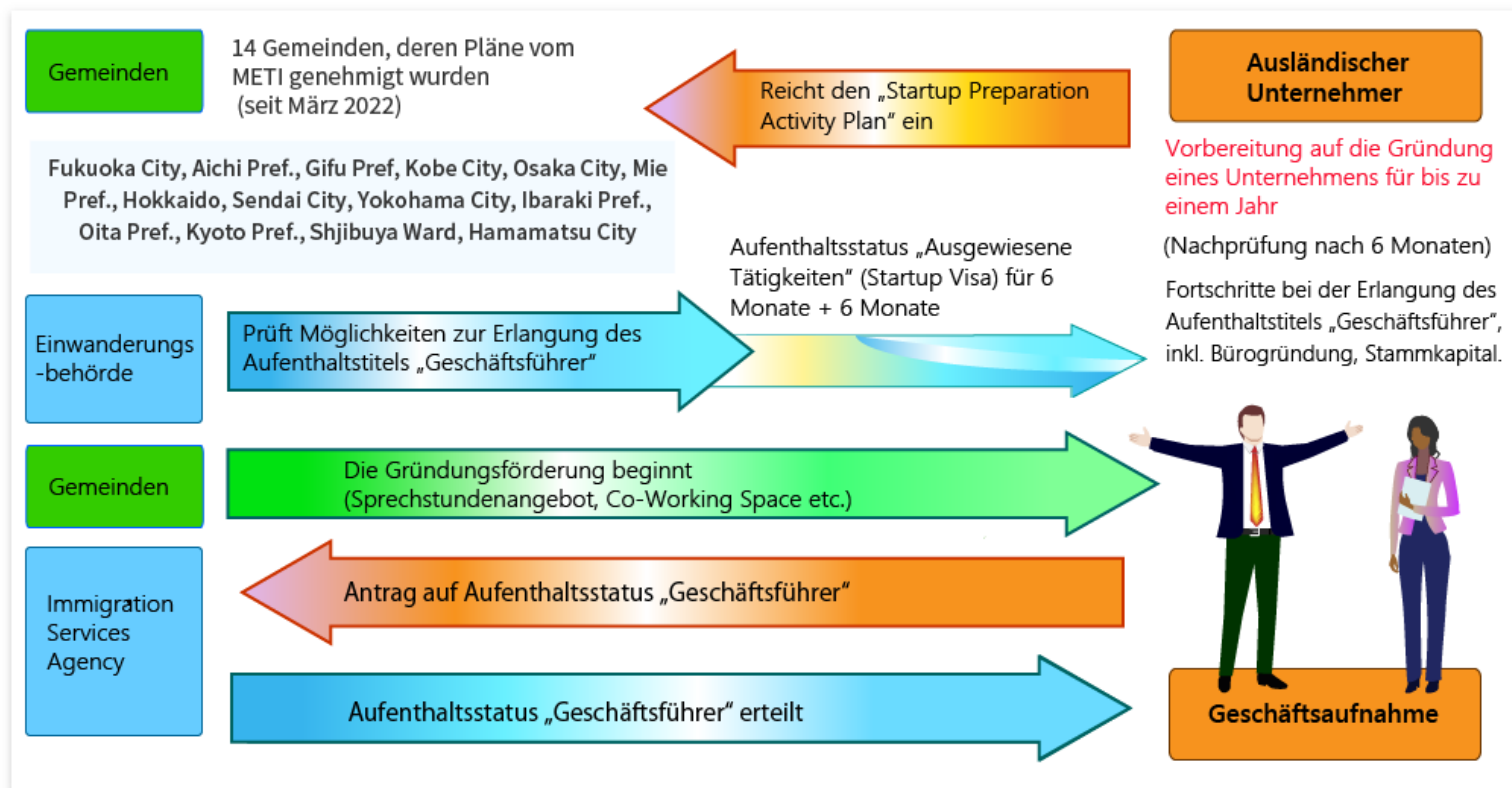 Gemeinden
14 Gemeinden, deren Pläne vom
METI genehmigt wurden
(seit März 2022)
Reicht den „Startup Preparation
Activity Plan“ ein
Ausländischer
Unternehmer
Fukuoka City, Aichi Pref., Gifu Pref, Kobe City, Osaka City, Mie
Pref., Hokkaido, Sendai City, Yokohama City, Ibaraki Pref.,
Oita Pref., Kyoto Pref., Shjibuya Ward, Hamamatsu City
Vorbereitung auf die Gründung
eines Unternehmens für bis zu
einem Jahr
(Nachprüfung nach 6 Monaten)
Fortschritte bei der Erlangung des
Aufenthaltstitels „Geschäftsführer“,
inkl. Bürogründung, Stammkapital.
Einwanderungs
-behörde
Prüft Möglichkeiten zur Erlangung des
Aufenthaltstitels „Geschäftsführer“
Aufenthaltsstatus „Ausgewiesene
Tätigkeiten“ (Startup Visa) für 6
Monate + 6 Monate
Gemeinden
Die Gründungsförderung beginnt
(Sprechstundenangebot, Co-Working Space etc.)
Immigration
Services
Agency
Antrag auf Aufenthaltsstatus „Geschäftsführer“
Aufenthaltsstatus „Geschäftsführer“ erteilt
Geschäftsaufnahme